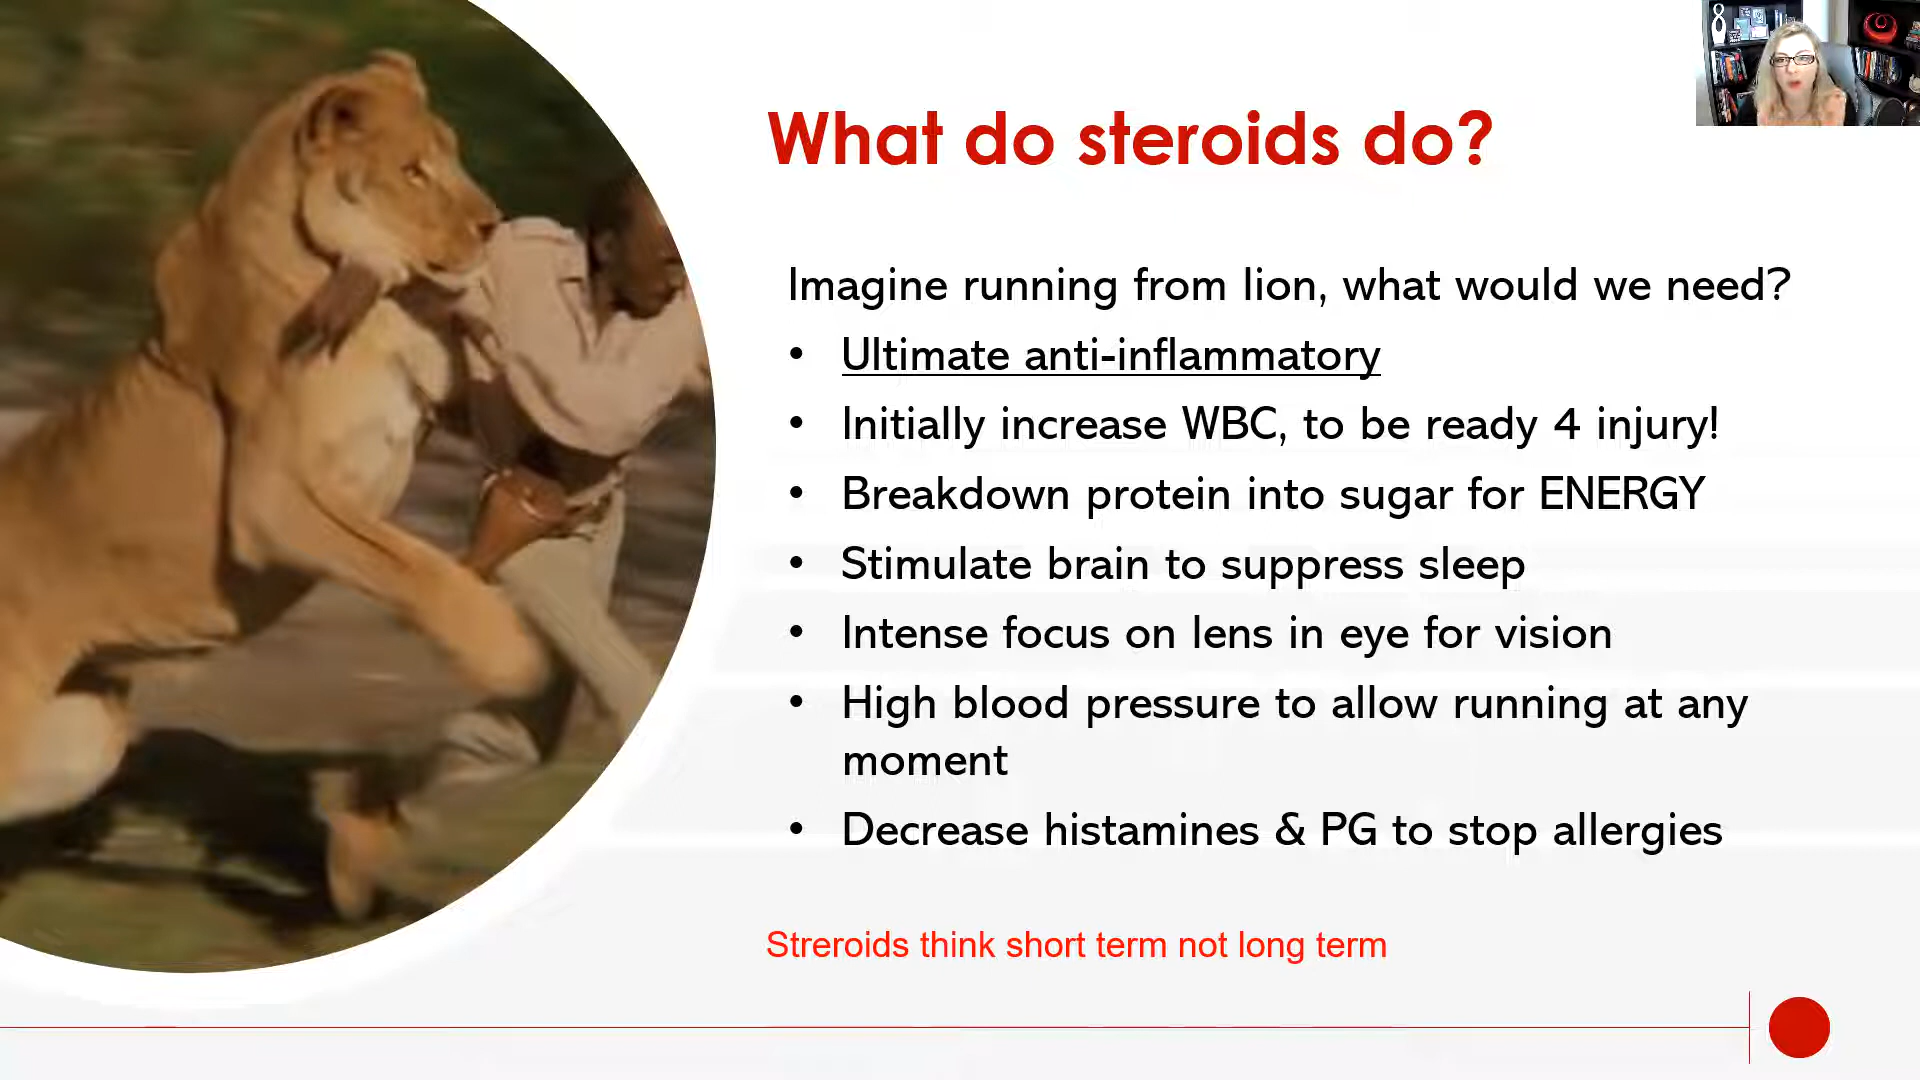 What do steroids do?
Imagine running from lion, what would we need?
• Ultimate anti-inflammatory
• Initially increase WBC, to be ready 4 injury!
• Breakdown protein into sugar for ENERGY
• Stimulate brain to suppress sleep
• Intense focus on lens in eye for vision
• High blood pressure to allow running at any
moment
• Decrease histamines & PG to stop allergies
Streroids think short term not long term